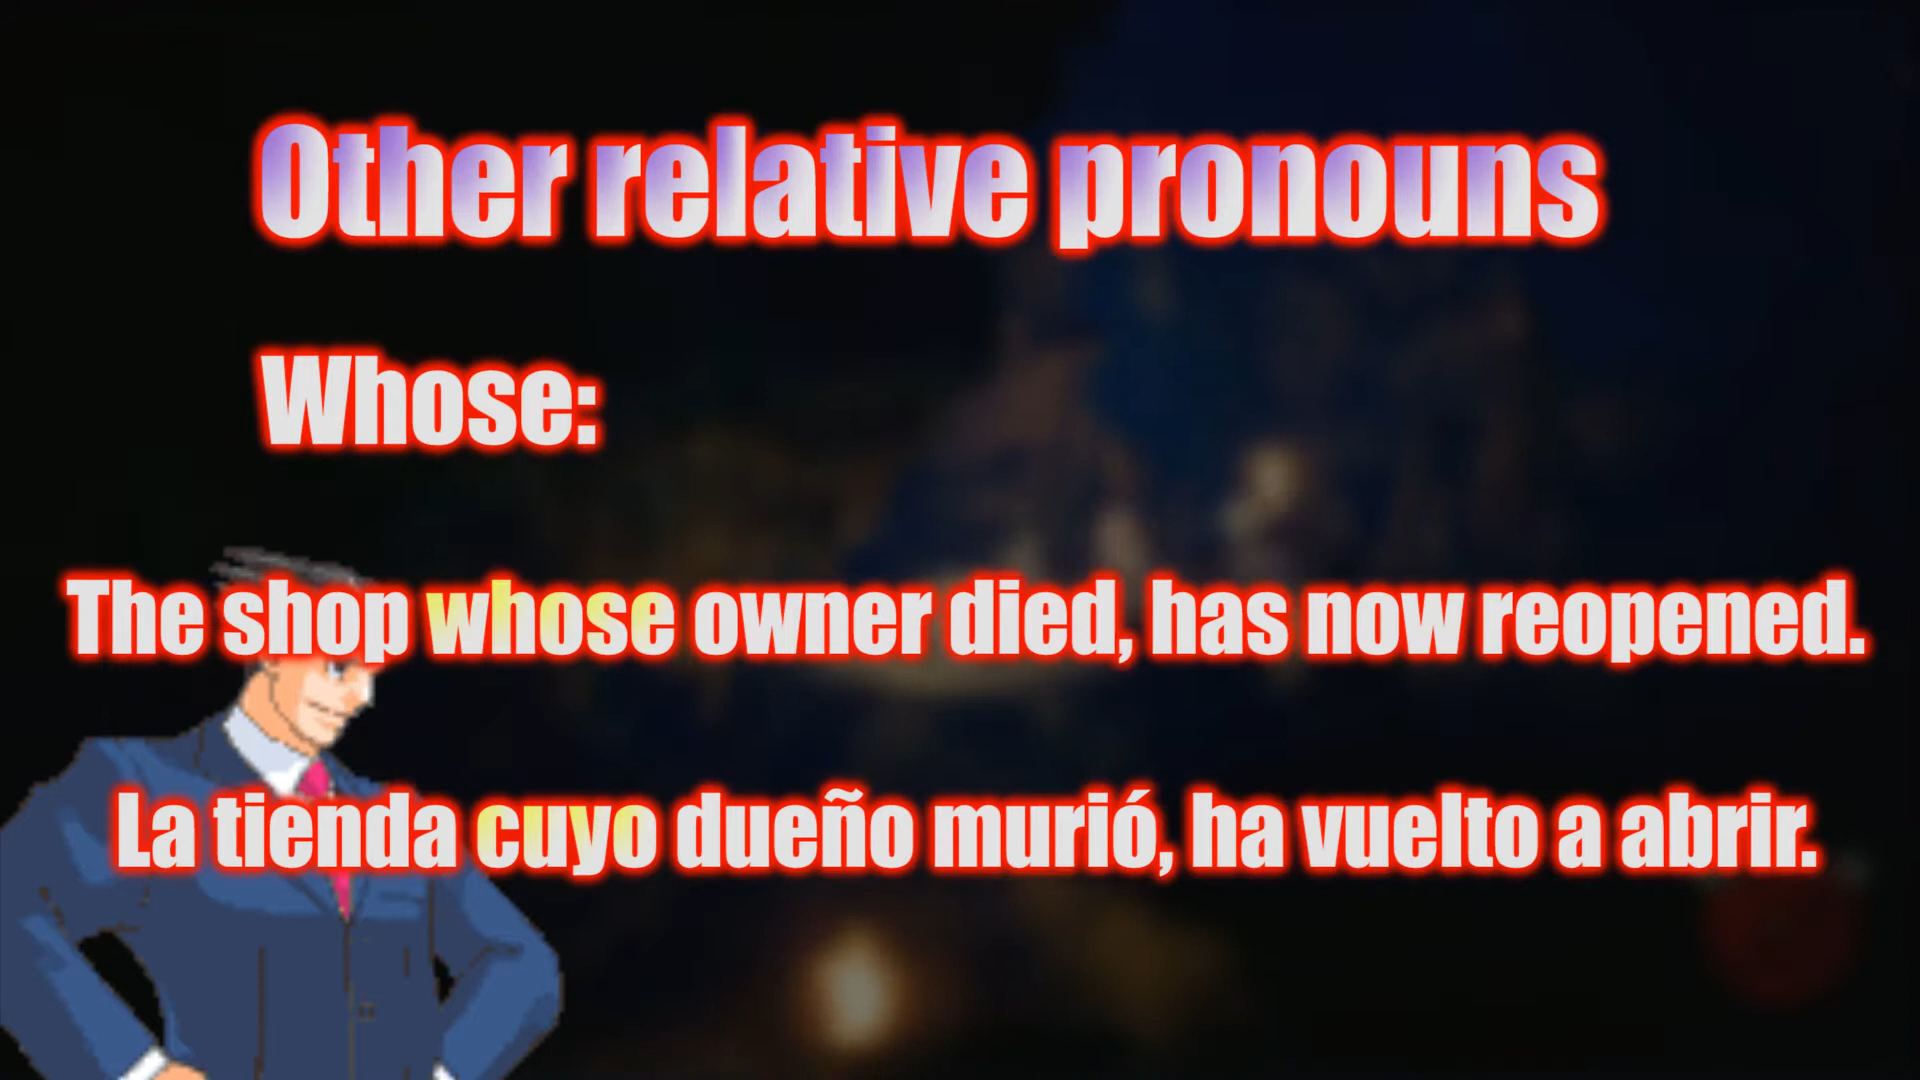 Other relative pronouns
Whose:
The shop whose owner died, has now reopened.
La tienda cuyo dueño murió, ha vuelto a abrir.